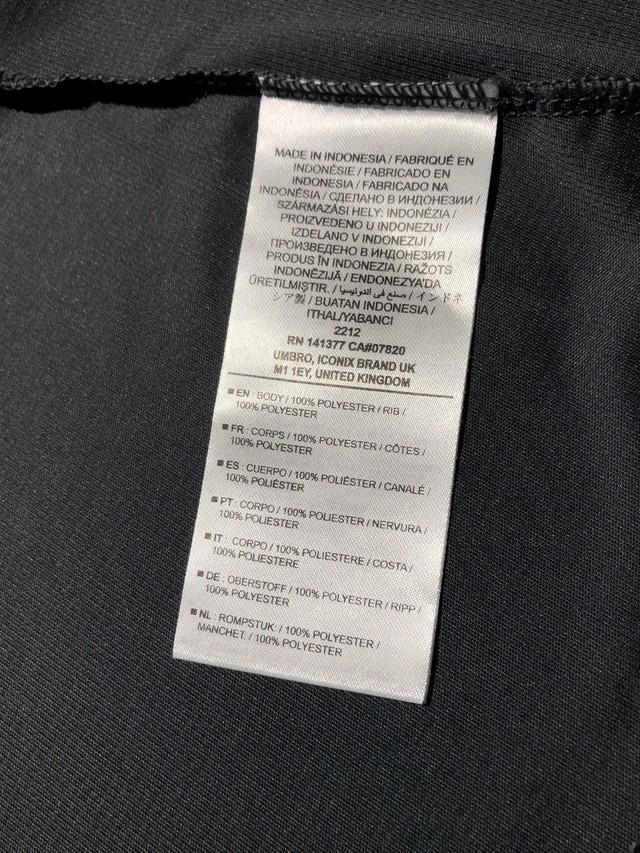 MADE IN INDONESIA / FABRIQUÉ EN
INDONÉSIE / FABRICADO EN
INDONESIA / FABRICADO NA
INDONÉSIA / СДЕЛАНО В ИНДОНЕЗИИ /
SZÁRMAZÁSI HELY: INDONÉZIA /
PROIZVEDENO U INDONEZIJI /
IZDELANO V INDONEZIJI /
ПРОИЗВЕДЕНО В ИНДОНЕЗИЯ /
PRODUS ÎN INDONEZIA / RAŽOTS
INDONĒZIJĀ / ENDONEZYA'DA
ÜRETILMIŞTIR. / صنع في اندونيسيا / インドネ
シア製 / BUATAN INDONESIA /
ITHAL/YABANCI
2212
RN 141377 CA#07820
UMBRO, ICONIX BRAND UK
M1 1EY, UNITED KINGDOM
■ EN : BODY / 100% POLYESTER / RIB /
100% POLYESTER
■ FR : CORPS / 100% POLYESTER / CÔTES /
100% POLYESTER
■ ES : CUERPO / 100% POLIÉSTER / CANALÉ /
100% POLIÉSTER
■ PT : CORPO / 100% POLIESTER / NERVURA /
100% POLIESTER
■ IT : CORPO / 100% POLIESTERE / COSTA /
100% POLIESTERE
■ DE : OBERSTOFF / 100% POLYESTER / RIPP /
100% POLYESTER
■ NL : ROMPSTUK: / 100% POLYESTER /
MANCHET: / 100% POLYESTER